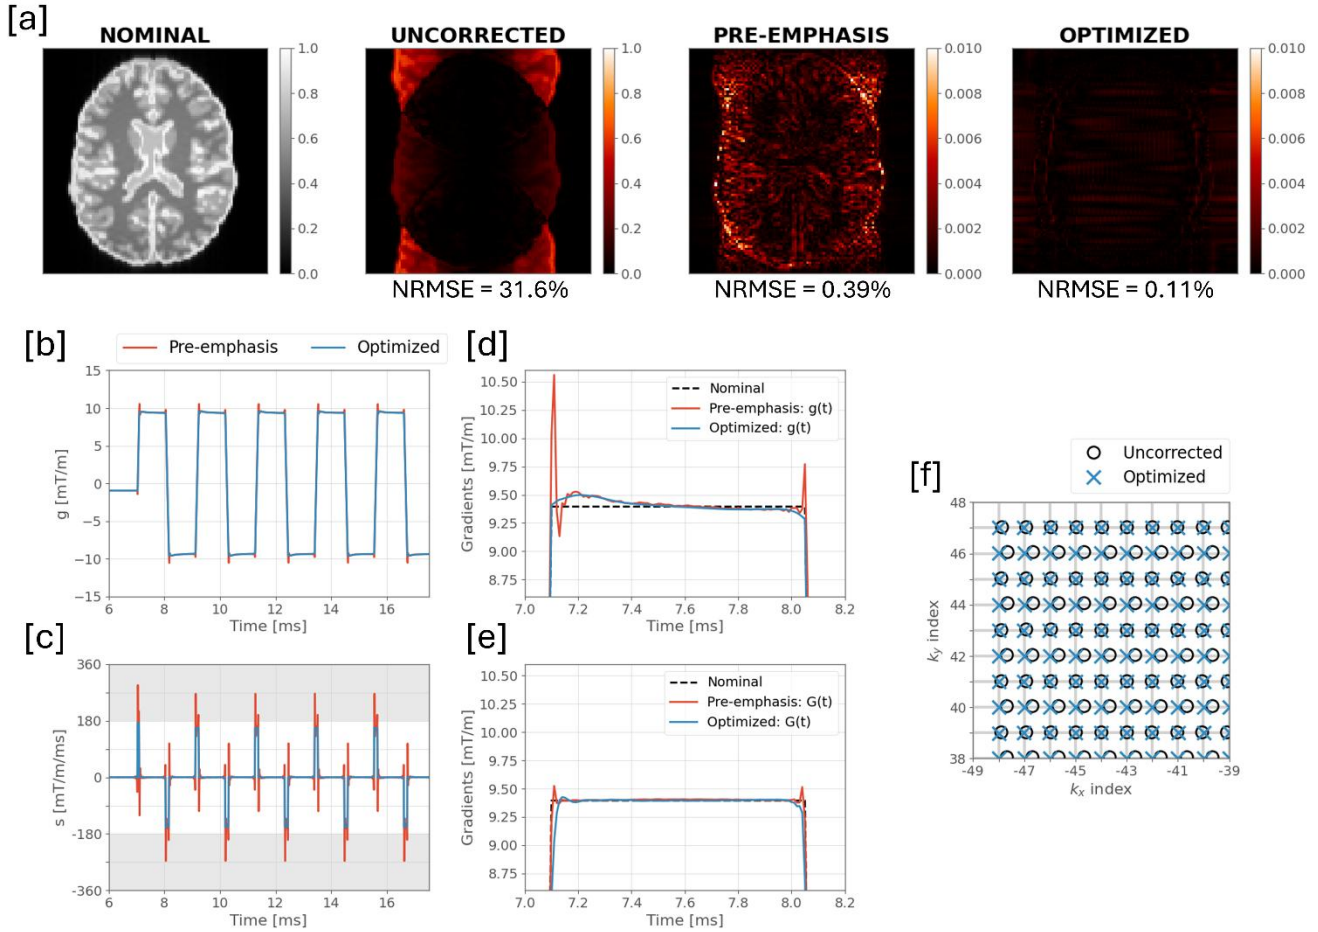 [a]
NOMINAL
UNCORRECTED
PRE-EMPHASIS
OPTIMIZED
1.0
0.8
0.6
0.4
0.2
0.0
1.0
0.8
0.6
0.4
0.2
0.0
0.010
0.008
0.006
0.004
0.002
0.000
0.010
0.008
0.006
0.004
0.002
0.000
NRMSE = 31.6%
NRMSE = 0.39%
NRMSE = 0.11%
[b]
Pre-emphasis
Optimized
15
10
5
0
−5
−10
−15
g [mT/m]
6 8 10 12 14 16
Time [ms]
[c]
360
180
0
-180
-360
s [mT/m/ms]
6 8 10 12 14 16
Time [ms]
[d]
Nominal
Pre-emphasis: g(t)
Optimized: g(t)
10.50
10.25
10.00
9.75
9.50
9.25
9.00
8.75
Gradients [mT/m]
7.0 7.2 7.4 7.6 7.8 8.0 8.2
Time [ms]
[e]
Nominal
Pre-emphasis: G(t)
Optimized: G(t)
10.50
10.25
10.00
9.75
9.50
9.25
9.00
8.75
Gradients [mT/m]
7.0 7.2 7.4 7.6 7.8 8.0 8.2
Time [ms]
[f]
Uncorrected
Optimized
48
46
44
42
40
38
ky index
-49 -47 -45 -43 -41 -39
kx index